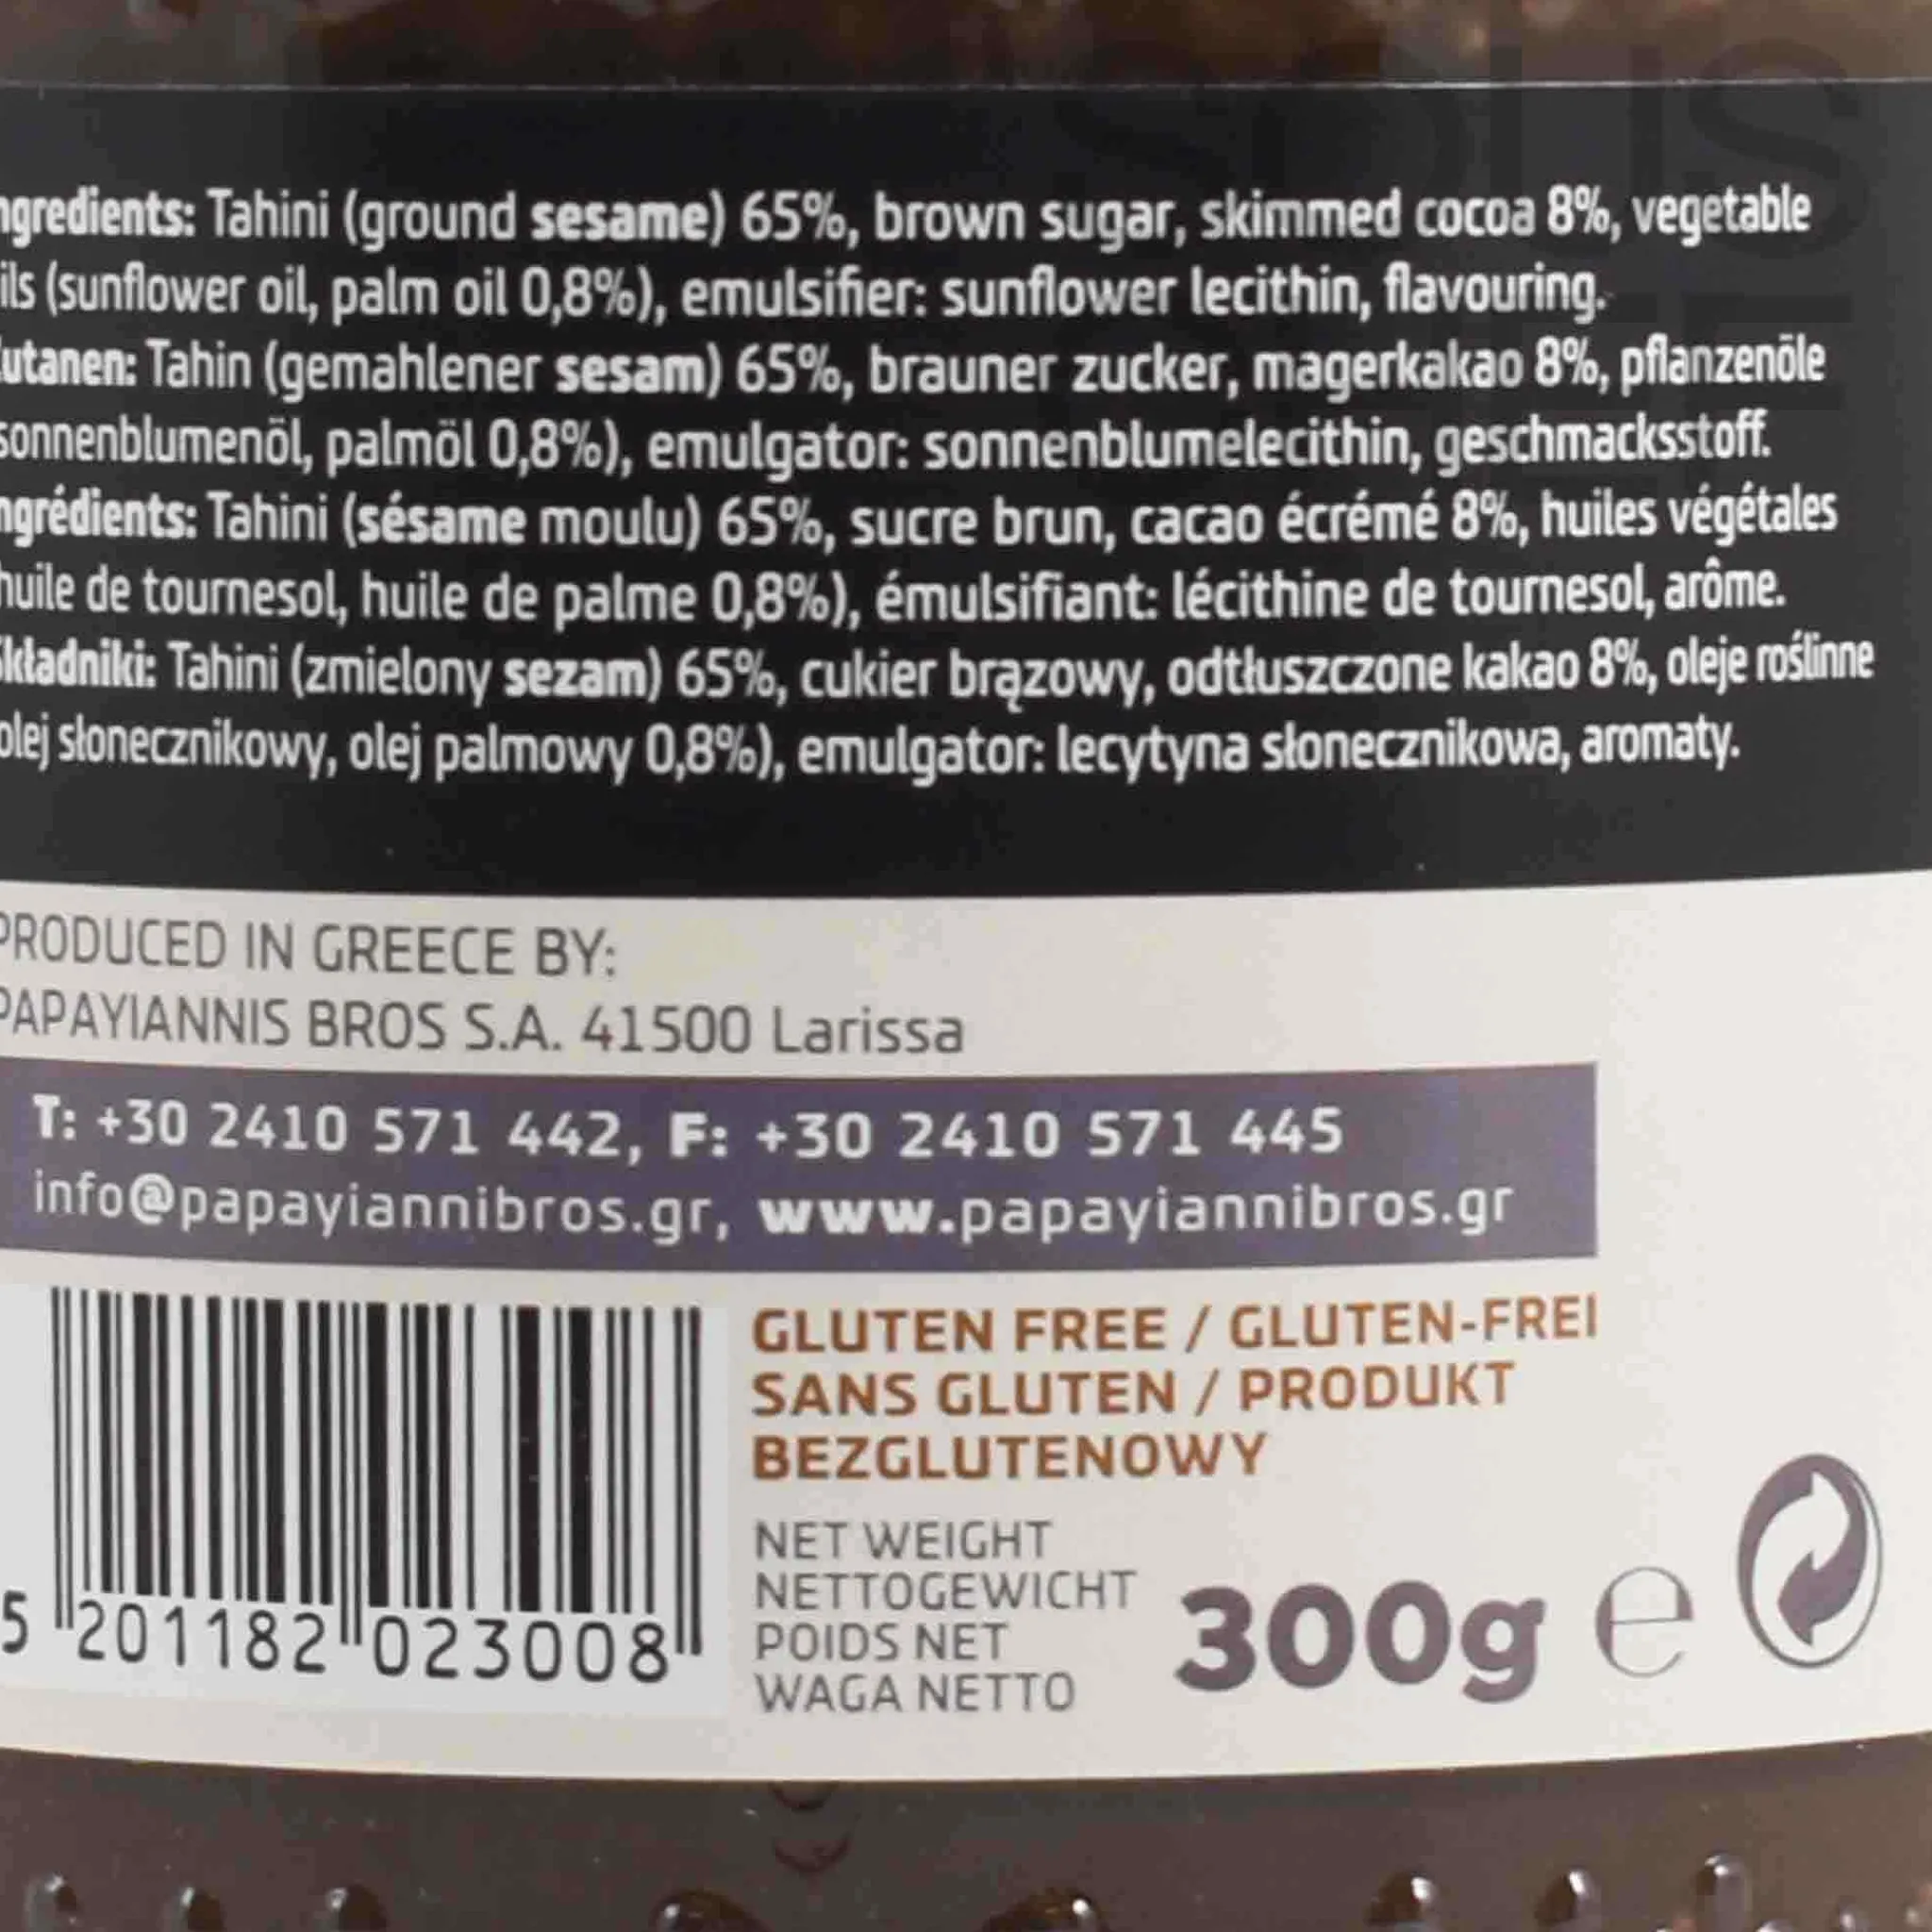 ngredients: Tahini (ground sesame) 65%, brown sugar, skimmed cocoa 8%, vegetable
ils (sunflower oil, palm oil 0,8%), emulsifier: sunflower lecithin, flavouring.
utanen: Tahin (gemahlener sesam) 65%, brauner zucker, magerkakao 8%, pflanzenöle
sonnenblumenöl, palmöl 0,8%), emulgator: sonnenblumelecithin, geschmacksstoff.
ngrédients: Tahini (sésame moulu) 65%, sucre brun, cacao écrémé 8%, huiles végétales
huile de tournesol, huile de palme 0,8%), émulsifiant: lécithine de tournesol, arôme.
kładniki: Tahini (zmielony sezam) 65%, cukier brązowy, odtłuszczone kakao 8%, oleje roślinne
olej słonecznikowy, olej palmowy 0,8%), emulgator: lecytyna słonecznikowa, aromaty.
PRODUCED IN GREECE BY:
PAPAYIANNIS BROS S.A. 41500 Larissa
T: +30 2410 571 442, F: +30 2410 571 445
info@papayiannibros.gr, www.papayiannibros.gr
GLUTEN FREE / GLUTEN-FREI
SANS GLUTEN / PRODUKT
BEZGLUTENOWY
NET WEIGHT
NETTOGEWICHT
POIDS NET
WAGA NETTO
300g e
5 201182 023008